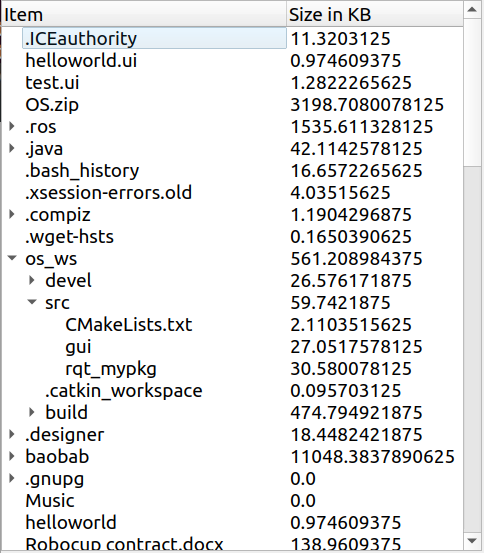 Item Size in KB
.ICEauthority 11.3203125
helloworld.ui 0.974609375
test.ui 1.2822265625
OS.zip 3198.7080078125
.ros 1535.611328125
.java 42.1142578125
.bash_history 16.6572265625
.xsession-errors.old 4.03515625
.compiz 1.1904296875
.wget-hsts 0.1650390625
os_ws 561.208984375
devel 26.576171875
src 59.7421875
CMakeLists.txt 2.1103515625
gui 27.0517578125
rqt_mypkg 30.580078125
.catkin_workspace 0.095703125
build 474.794921875
.designer 18.4482421875
baobab 11048.3837890625
.gnupg 0.0
Music 0.0
helloworld 0.974609375
Robocup contract.docx 138.9609375